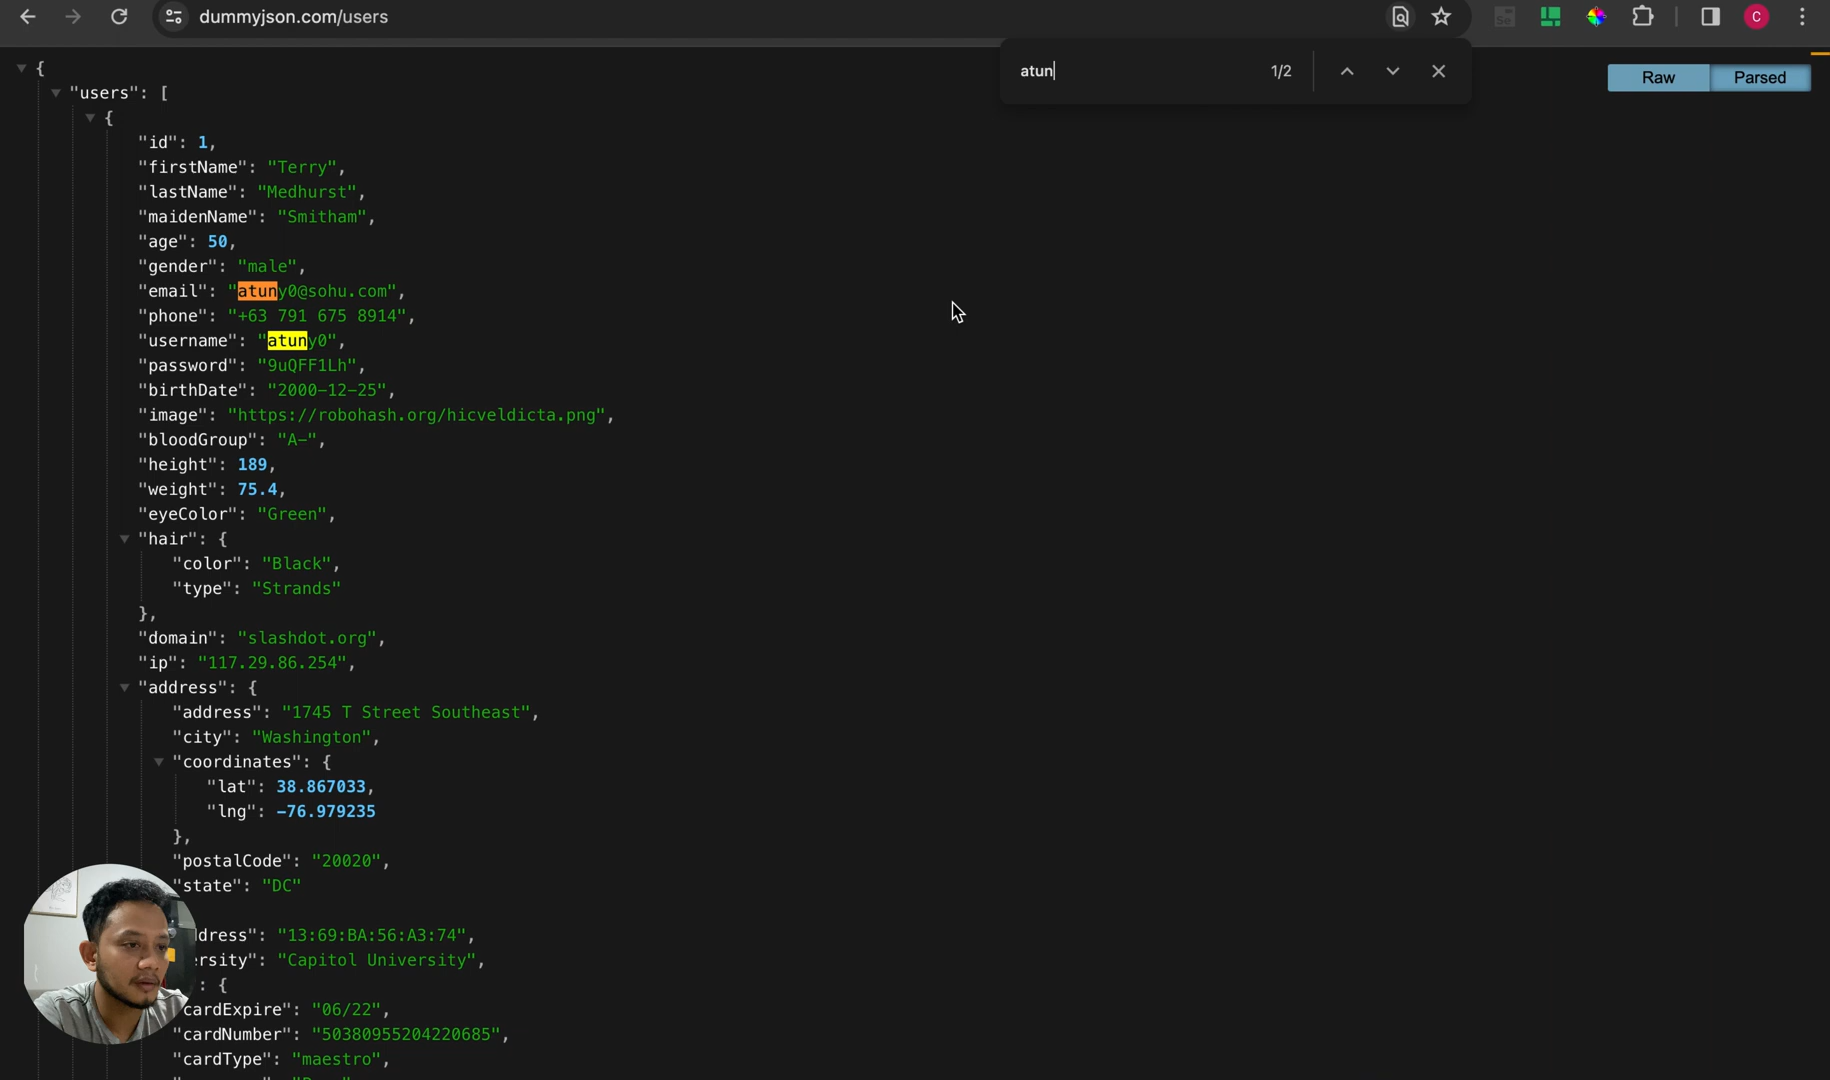 dummyjson.com/users
atun 1/2
Raw Parsed
{
"users": [
{
"id": 1,
"firstName": "Terry",
"lastName": "Medhurst",
"maidenName": "Smitham",
"age": 50,
"gender": "male",
"email": "atuny0@sohu.com",
"phone": "+63 791 675 8914",
"username": "atuny0",
"password": "9uQFF1Lh",
"birthDate": "2000-12-25",
"image": "https://robohash.org/hicveldicta.png",
"bloodGroup": "A-",
"height": 189,
"weight": 75.4,
"eyeColor": "Green",
"hair": {
"color": "Black",
"type": "Strands"
},
"domain": "slashdot.org",
"ip": "117.29.86.254",
"address": {
"address": "1745 T Street Southeast",
"city": "Washington",
"coordinates": {
"lat": 38.867033,
"lng": -76.979235
},
"postalCode": "20020",
"state": "DC"
ddress": "13:69:BA:56:A3:74",
ersity": "Capitol University",
: {
"cardExpire": "06/22",
"cardNumber": "50380955204220685",
"cardType": "maestro",